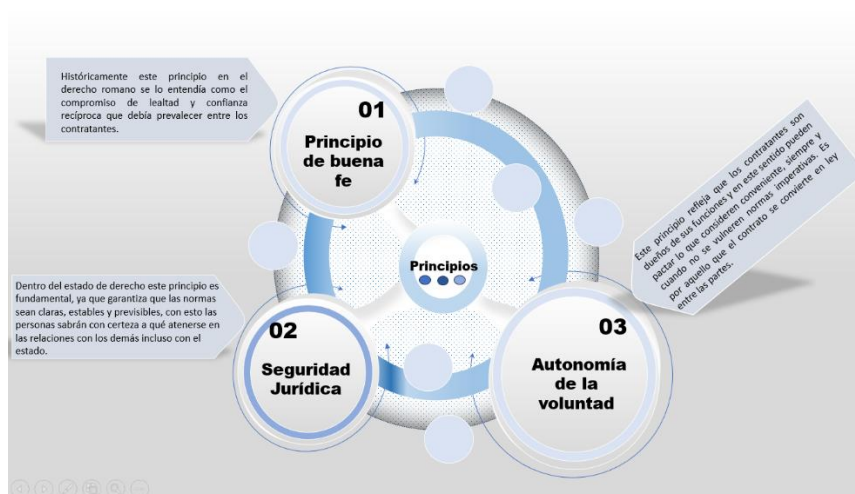 Históricamente este principio en el
derecho romano se lo entendía como el
compromiso de lealtad y confianza
recíproca que debía prevalecer entre los
contratantes.
01
Principio
de buena
fe
Principios
Dentro del estado de derecho este principio es
fundamental, ya que garantiza que las normas
sean claras, estables y previsibles, con esto las
personas sabrán con certeza a qué atenerse en
las relaciones con los demás incluso con el
estado.
02
Seguridad
Jurídica
Este principio refleja que los contratantes son
dueños de sus funciones y en este sentido pueden
pactar lo que consideren conveniente, siempre y
cuando no se vulneren normas imperativas. Es
por aquello que el contrato se convierte en ley
entre las partes.
03
Autonomía
de la
voluntad